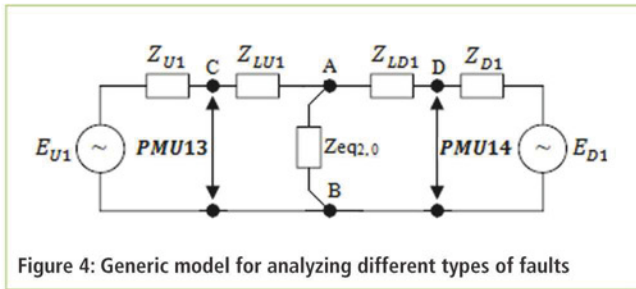 Z_U1 C Z_LU1 A Z_LD1 D Z_D1
E_U1 ~ PMU13 Zeq_2,0 PMU14 ~ E_D1
B
Figure 4: Generic model for analyzing different types of faults